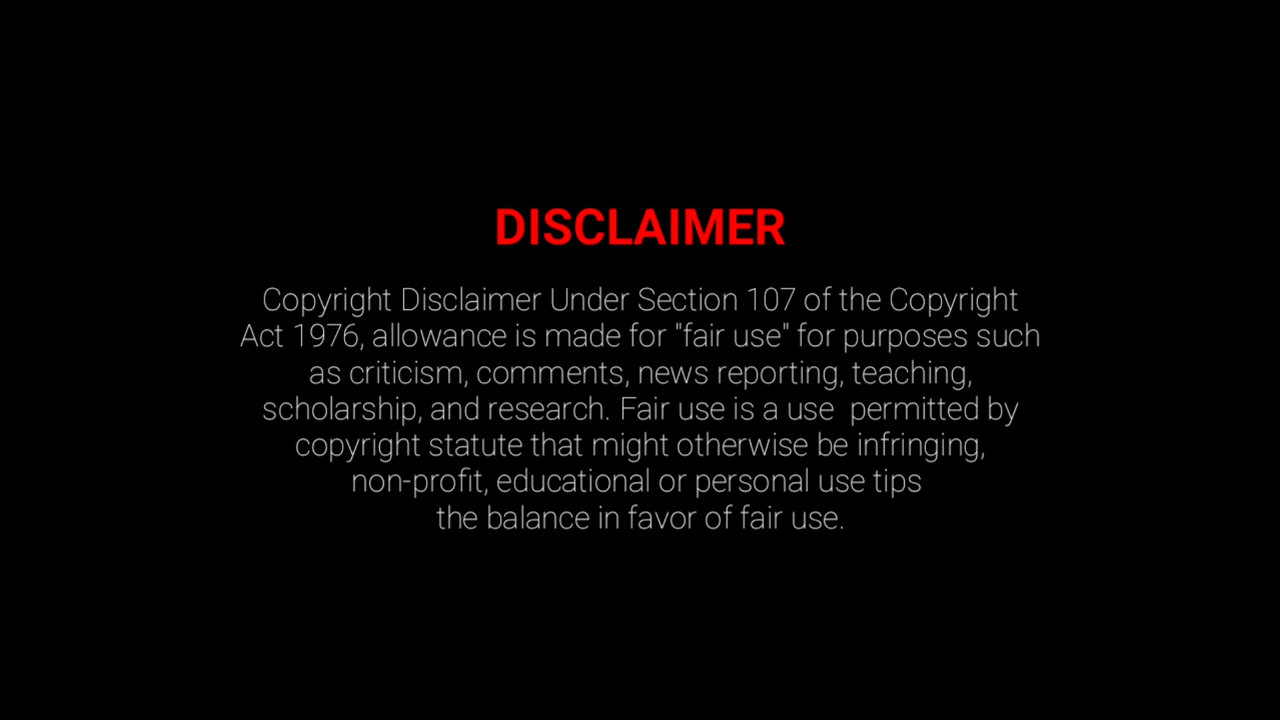 DISCLAIMER
Copyright Disclaimer Under Section 107 of the Copyright
Act 1976, allowance is made for "fair use" for purposes such
as criticism, comments, news reporting, teaching,
scholarship, and research. Fair use is a use  permitted by
copyright statute that might otherwise be infringing,
non-profit, educational or personal use tips
the balance in favor of fair use.